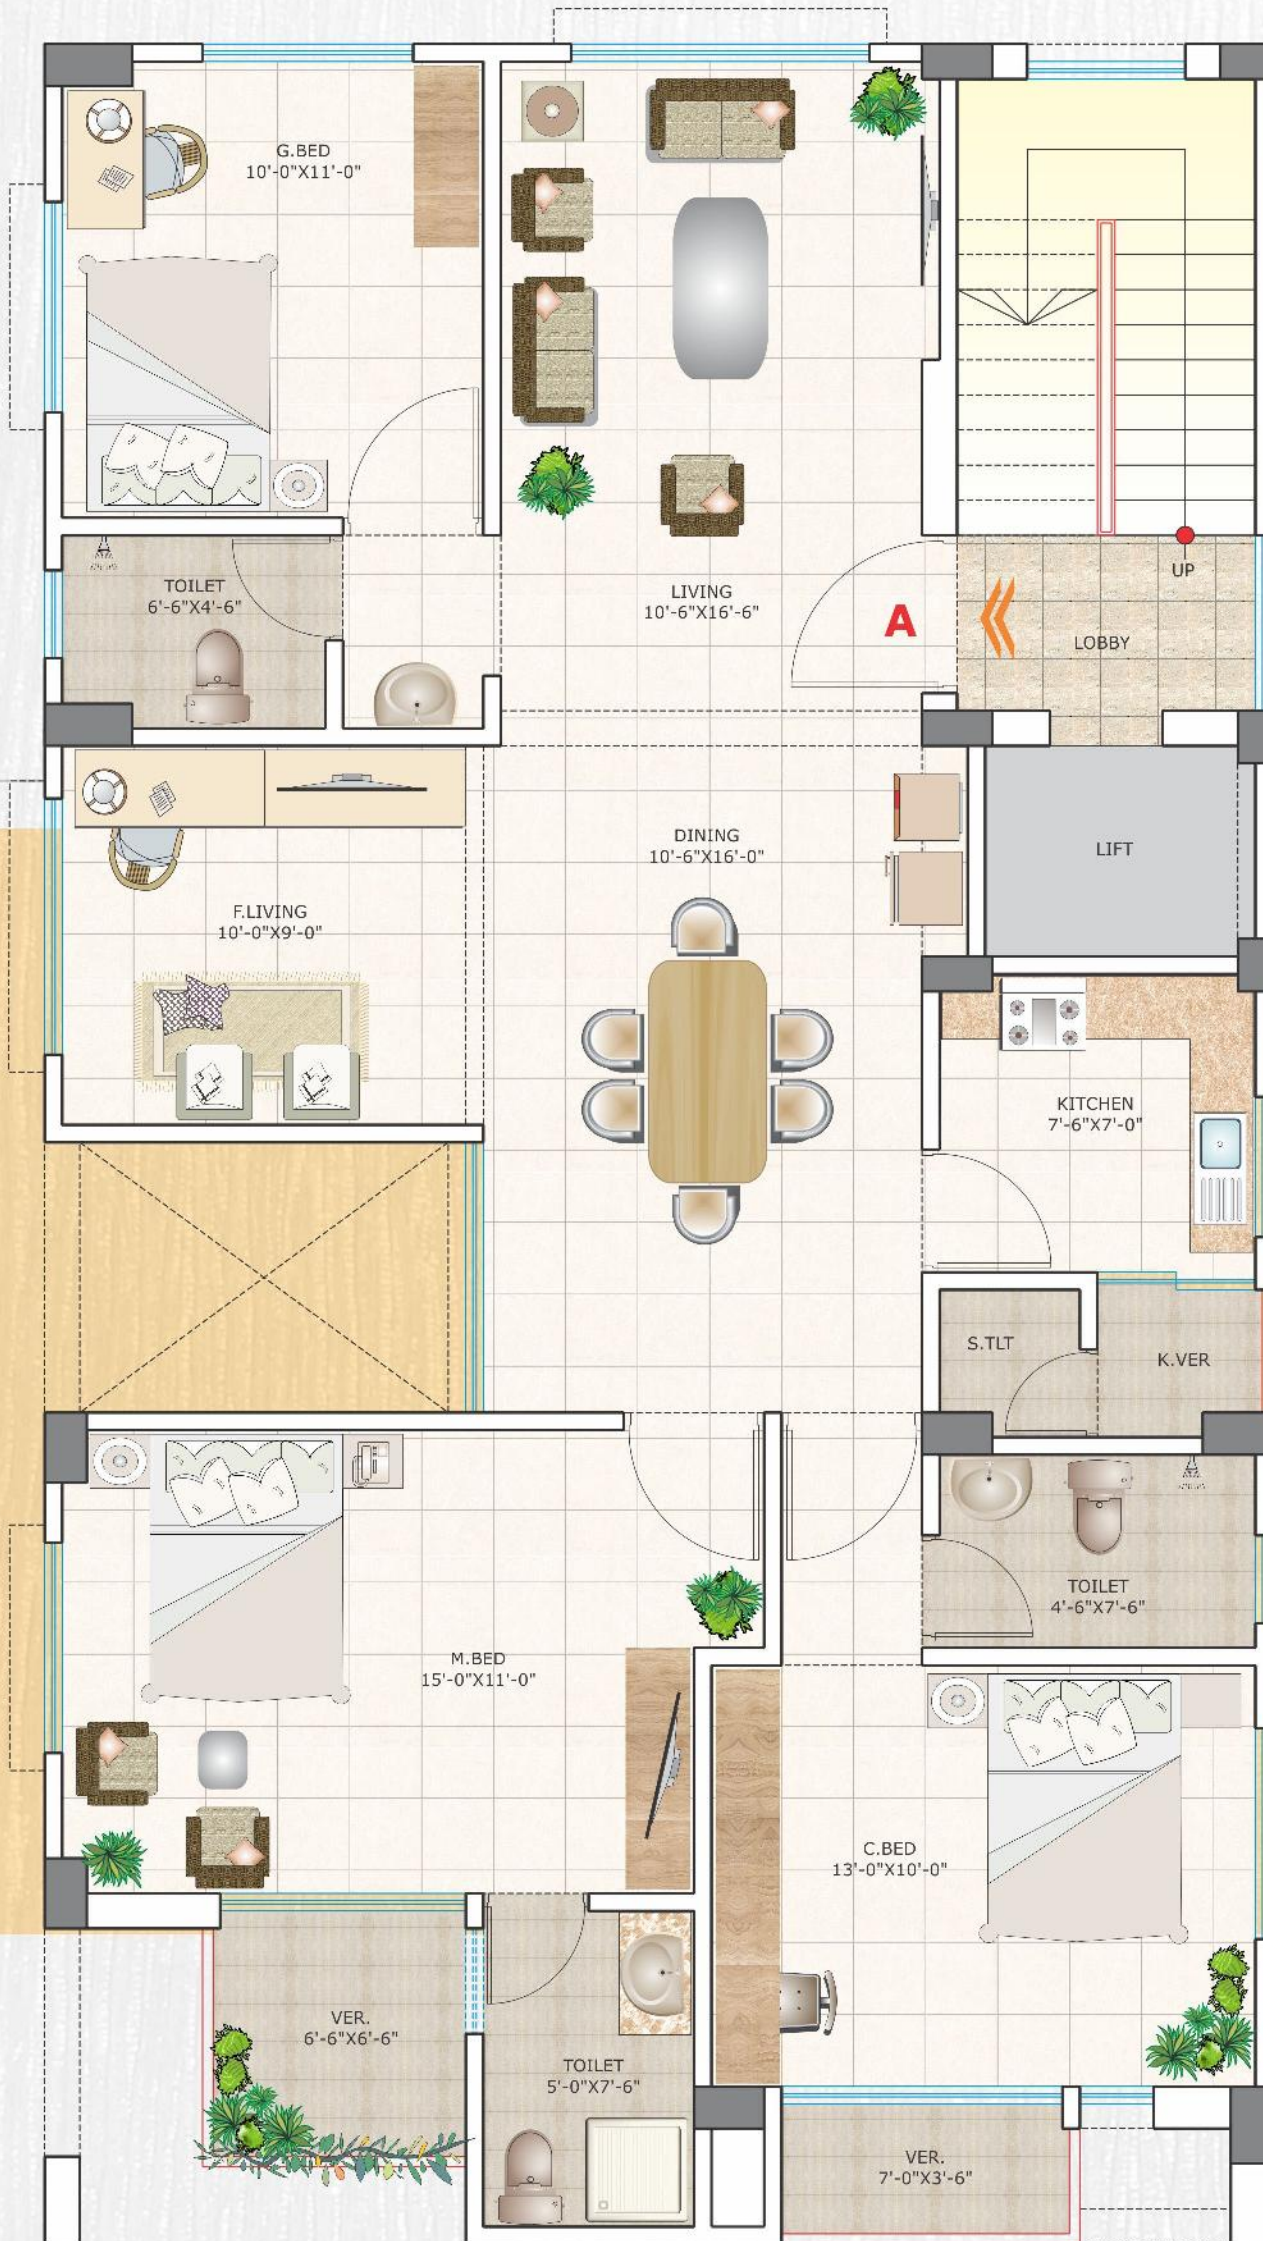 G.BED
10'-0"X11'-0"
TOILET
6'-6"X4'-6"
LIVING
10'-6"X16'-6"
A
UP
LOBBY
DINING
10'-6"X16'-0"
LIFT
F.LIVING
10'-0"X9'-0"
KITCHEN
7'-6"X7'-0"
S.TLT
K.VER
TOILET
4'-6"X7'-6"
M.BED
15'-0"X11'-0"
C.BED
13'-0"X10'-0"
VER.
6'-6"X6'-6"
TOILET
5'-0"X7'-6"
VER.
7'-0"X3'-6"